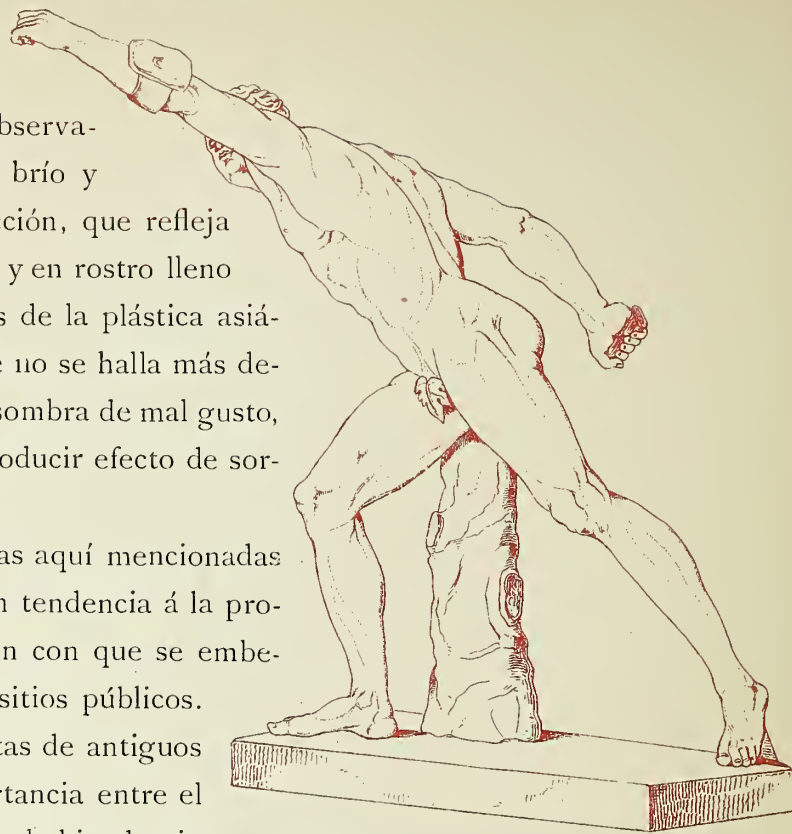 observa-
brío y
cción, que refleja
y en rostro lleno
s de la plástica asiá-
e no se halla más de-
sombra de mal gusto,
oducir efecto de sor-
as aquí mencionadas
n tendencia á la pro-
n con que se embe-
sitios públicos.
tas de antiguos
rtancia entre el